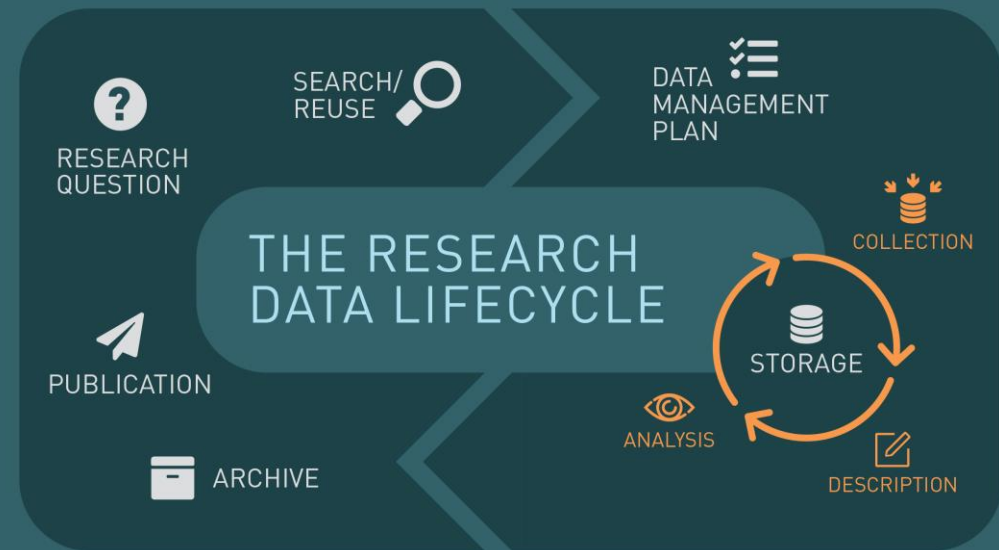 SEARCH/
REUSE
DATA
MANAGEMENT
PLAN
RESEARCH
QUESTION
THE RESEARCH
DATA LIFECYCLE
COLLECTION
STORAGE
PUBLICATION
ANALYSIS
DESCRIPTION
ARCHIVE